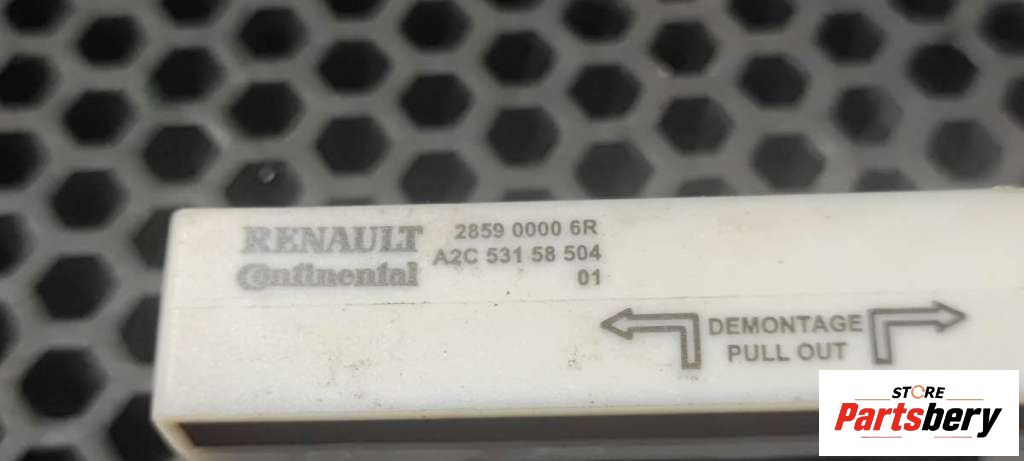 RENAULT 2859 0000 6R
Continental A2C 531 58 504
01
DEMONTAGE
PULL OUT
STORE
Partsbery